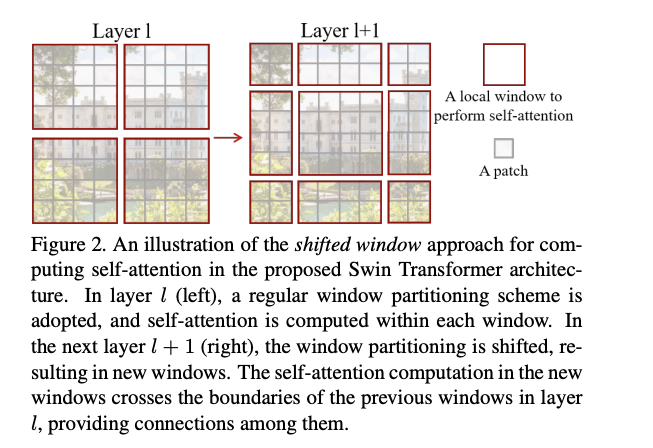 Layer l
Layer l+1
A local window to
perform self-attention
A patch
Figure 2. An illustration of the shifted window approach for com-
puting self-attention in the proposed Swin Transformer architec-
ture. In layer l (left), a regular window partitioning scheme is
adopted, and self-attention is computed within each window. In
the next layer l + 1 (right), the window partitioning is shifted, re-
sulting in new windows. The self-attention computation in the new
windows crosses the boundaries of the previous windows in layer
l, providing connections among them.